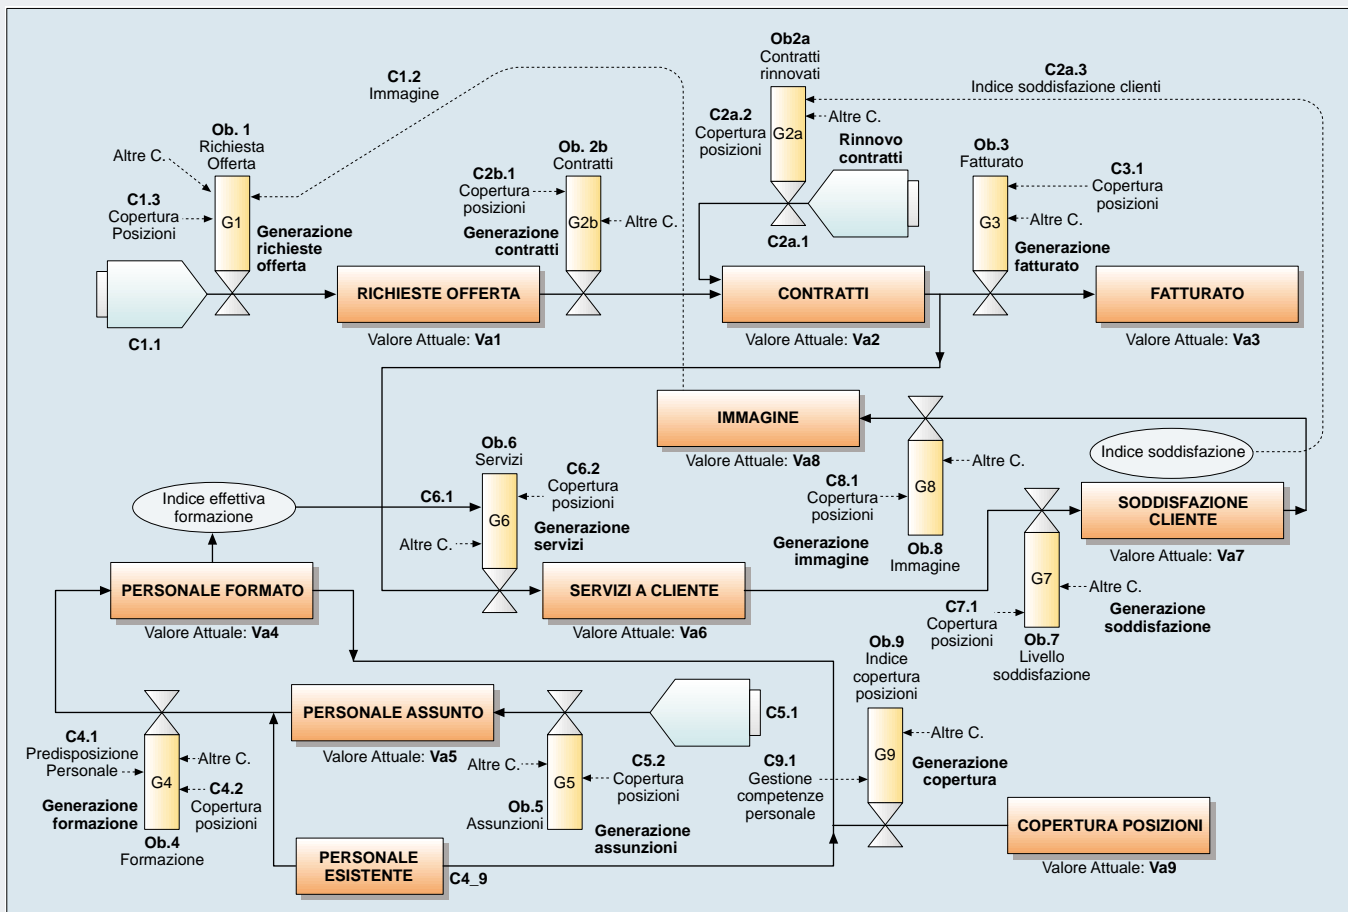 Ob2a
Contratti
rinnovati
C2a.3
Indice soddisfazione clienti
C1.2
Immagine
C2a.2
Copertura
posizioni
G2a
Altre C.
Rinnovo
contratti
C2a.1
Ob. 1
Richiesta
Offerta
Altre C.
C1.3
Copertura
Posizioni
G1
Generazione
richieste
offerta
C1.1
Ob. 2b
Contratti
C2b.1
Copertura
posizioni
G2b
Altre C.
Generazione
contratti
Ob.3
Fatturato
C3.1
Copertura
posizioni
G3
Altre C.
Generazione
fatturato
RICHIESTE OFFERTA
Valore Attuale: Va1
CONTRATTI
Valore Attuale: Va2
FATTURATO
Valore Attuale: Va3
IMMAGINE
Valore Attuale: Va8
Indice soddisfazione
Ob.6
Servizi
C6.2
Copertura
posizioni
C6.1
G6
Altre C.
Generazione
servizi
Indice effettiva
formazione
Altre C.
C8.1
Copertura
posizioni
G8
Generazione
immagine
Ob.8
Immagine
SODDISFAZIONE
CLIENTE
Valore Attuale: Va7
G7
Altre C.
C7.1
Copertura
posizioni
Generazione
soddisfazione
Ob.7
Livello
soddisfazione
PERSONALE FORMATO
Valore Attuale: Va4
SERVIZI A CLIENTE
Valore Attuale: Va6
Ob.9
Indice
copertura
posizioni
G9
Altre C.
Generazione
copertura
C9.1
Gestione
competenze
personale
PERSONALE ASSUNTO
Valore Attuale: Va5
C5.1
C4.1
Predisposizione
Personale
G4
Altre C.
C4.2
Copertura
posizioni
Generazione
formazione
Ob.4
Formazione
Altre C.
G5
C5.2
Copertura
posizioni
Ob.5
Assunzioni
Generazione
assunzioni
PERSONALE
ESISTENTE
C4_9
COPERTURA POSIZIONI
Valore Attuale: Va9